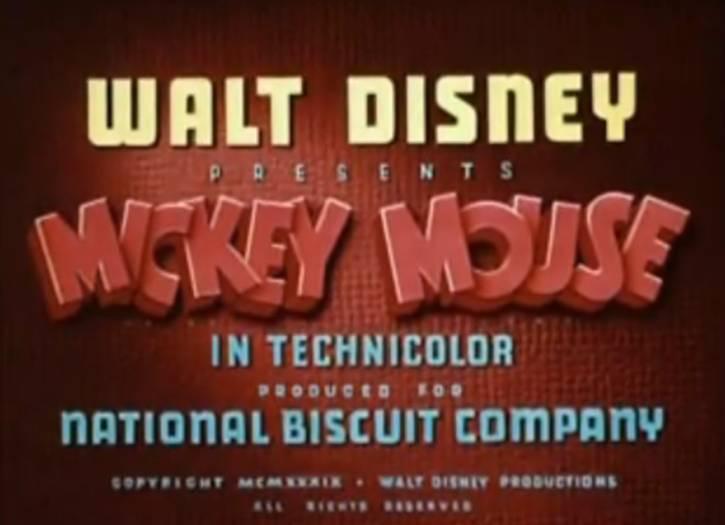 WALT DISNEY
PRESENTS
MICKEY MOUSE
IN TECHNICOLOR
PRODUCED FOR
NATIONAL BISCUIT COMPANY
COPYRIGHT MCMXXXIX • WALT DISNEY PRODUCTIONS
ALL RIGHTS RESERVED